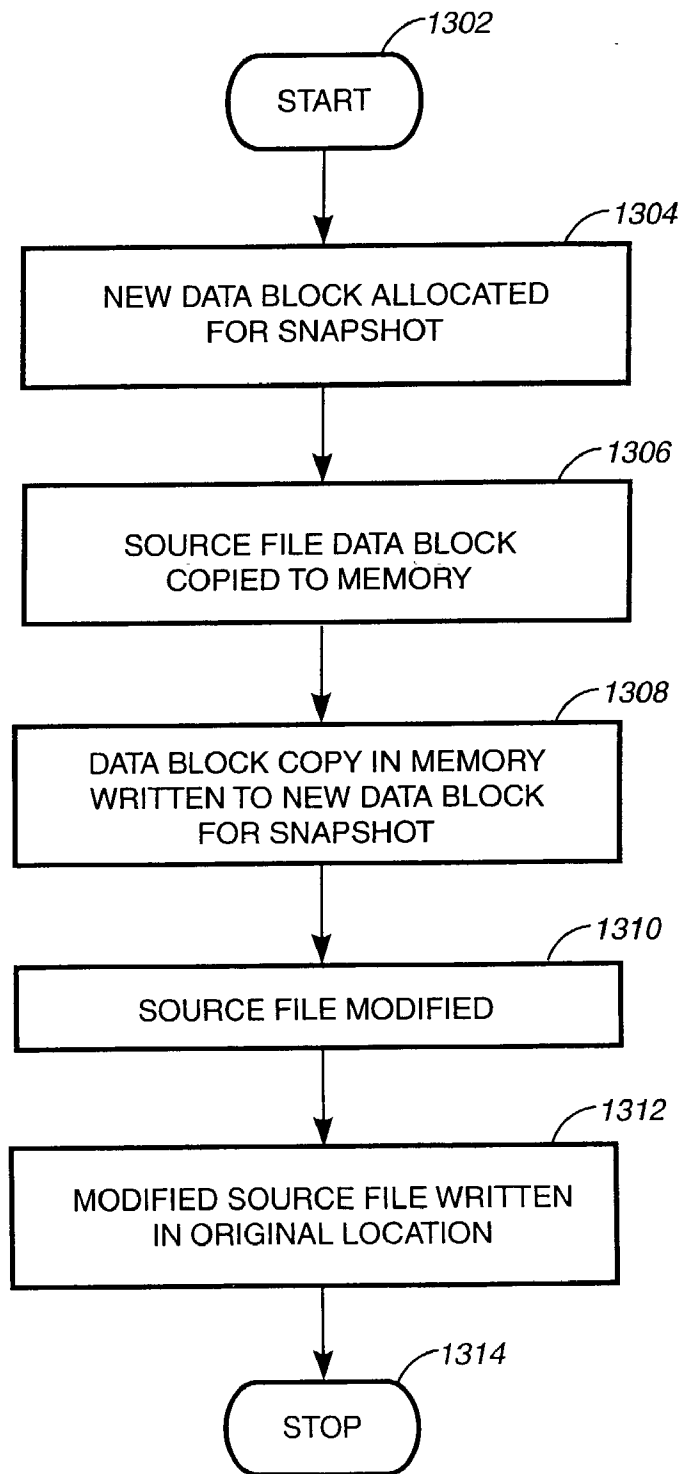 1302
START
1304
NEW DATA BLOCK ALLOCATED
FOR SNAPSHOT
1306
SOURCE FILE DATA BLOCK
COPIED TO MEMORY
1308
DATA BLOCK COPY IN MEMORY
WRITTEN TO NEW DATA BLOCK
FOR SNAPSHOT
1310
SOURCE FILE MODIFIED
1312
MODIFIED SOURCE FILE WRITTEN
IN ORIGINAL LOCATION
1314
STOP